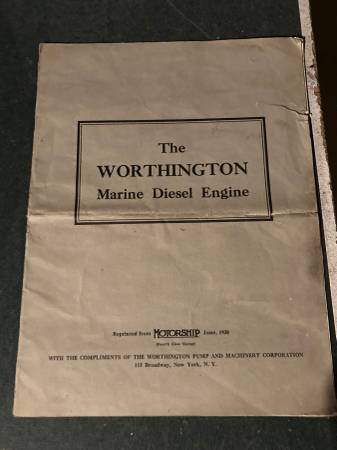 The
WORTHINGTON
Marine Diesel Engine
Reprinted from MOTORSHIP June, 1920
WITH THE COMPLIMENTS OF THE WORTHINGTON PUMP AND MACHINERY CORPORATION
115 Broadway, New York, N. Y.